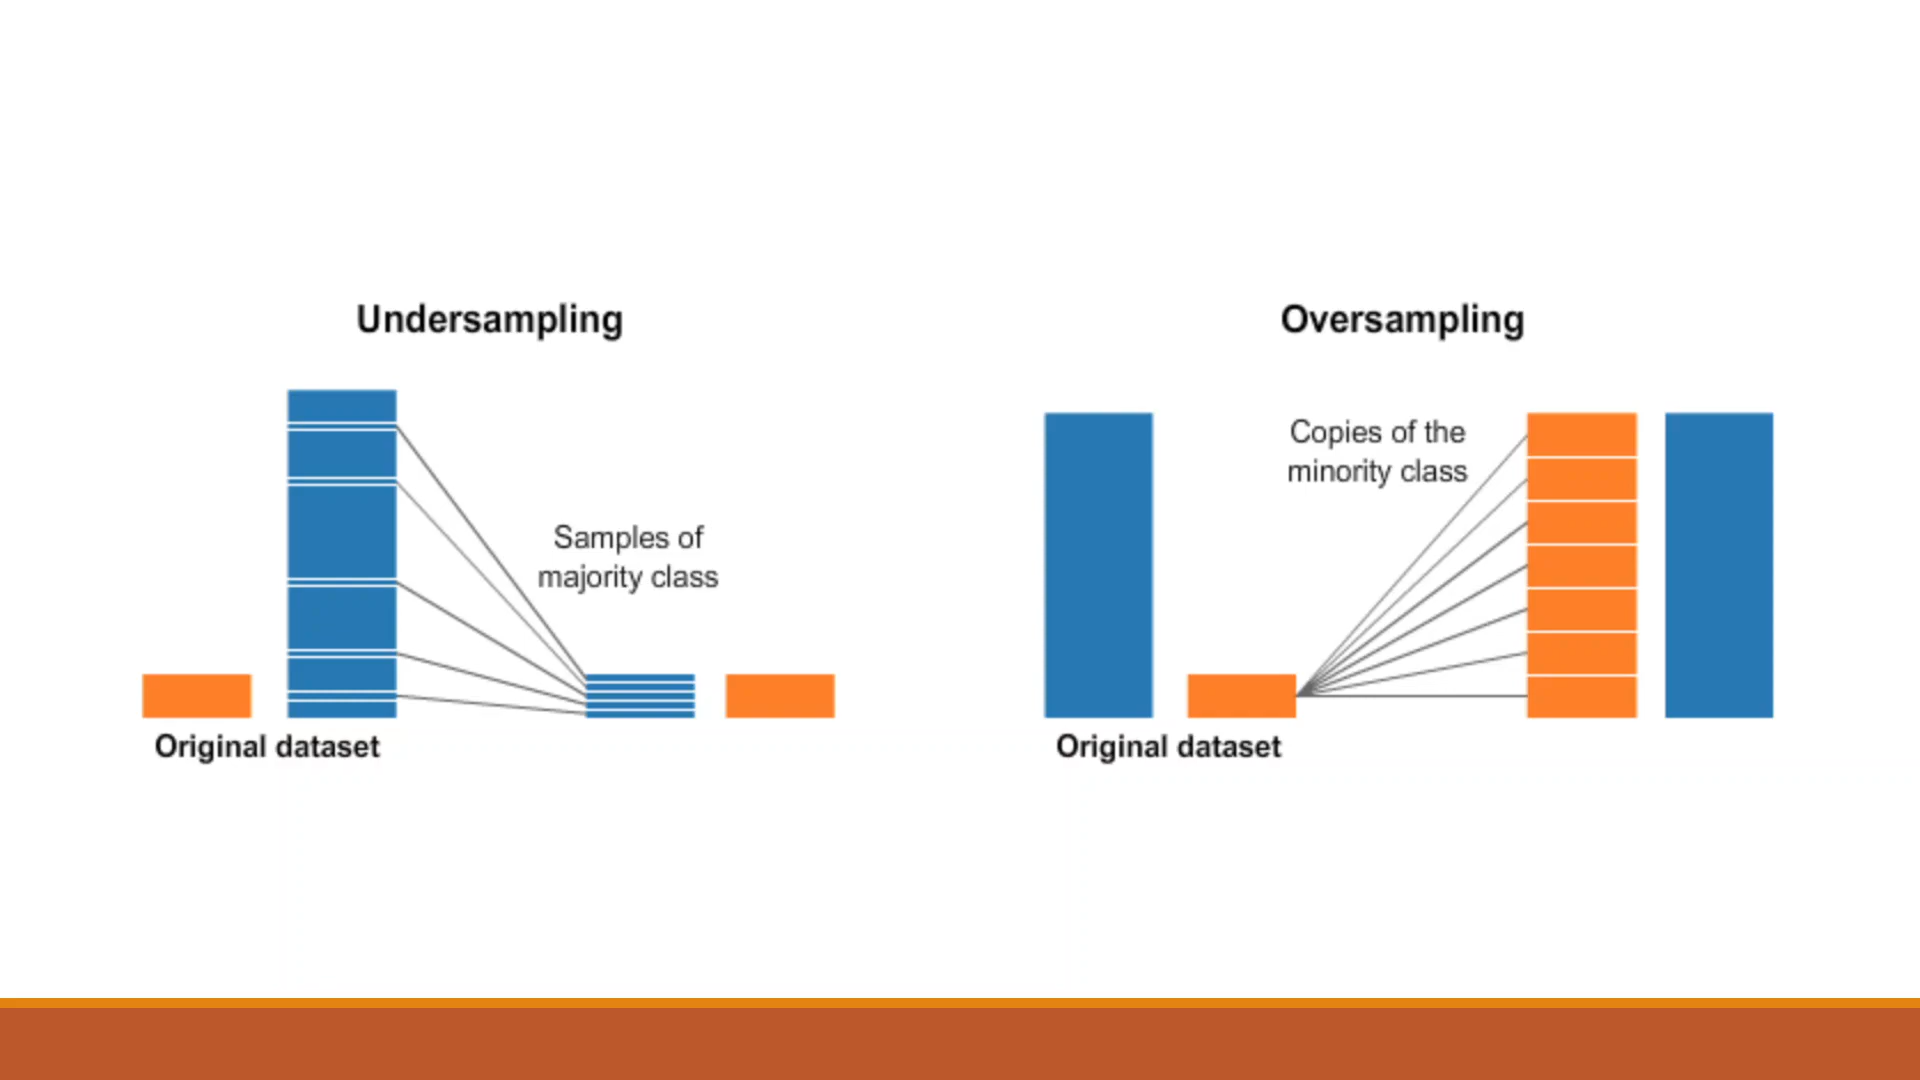 Undersampling
Samples of
majority class
Original dataset
Oversampling
Copies of the
minority class
Original dataset